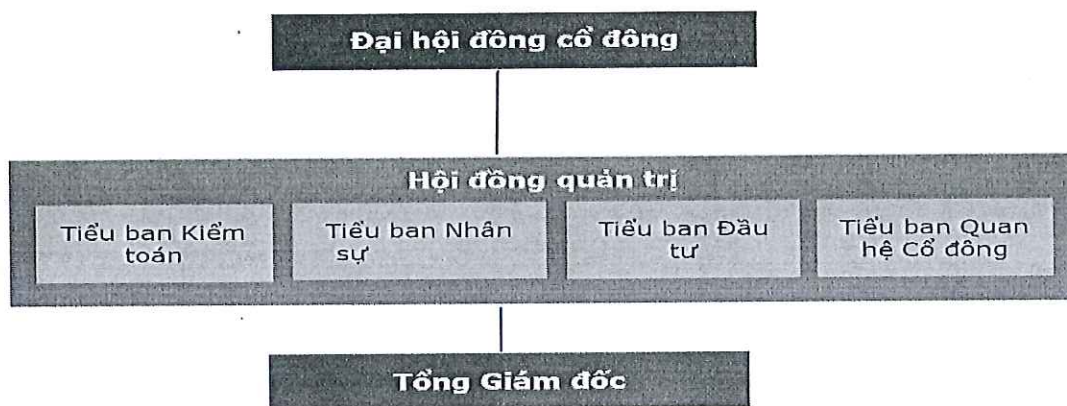 Đại hội đồng cổ đông
Hội đồng quản trị
Tiểu ban Kiểm
toán
Tiểu ban Nhân
sự
Tiểu ban Đầu
tư
Tiểu ban Quan
hệ Cổ đông
Tổng Giám đốc